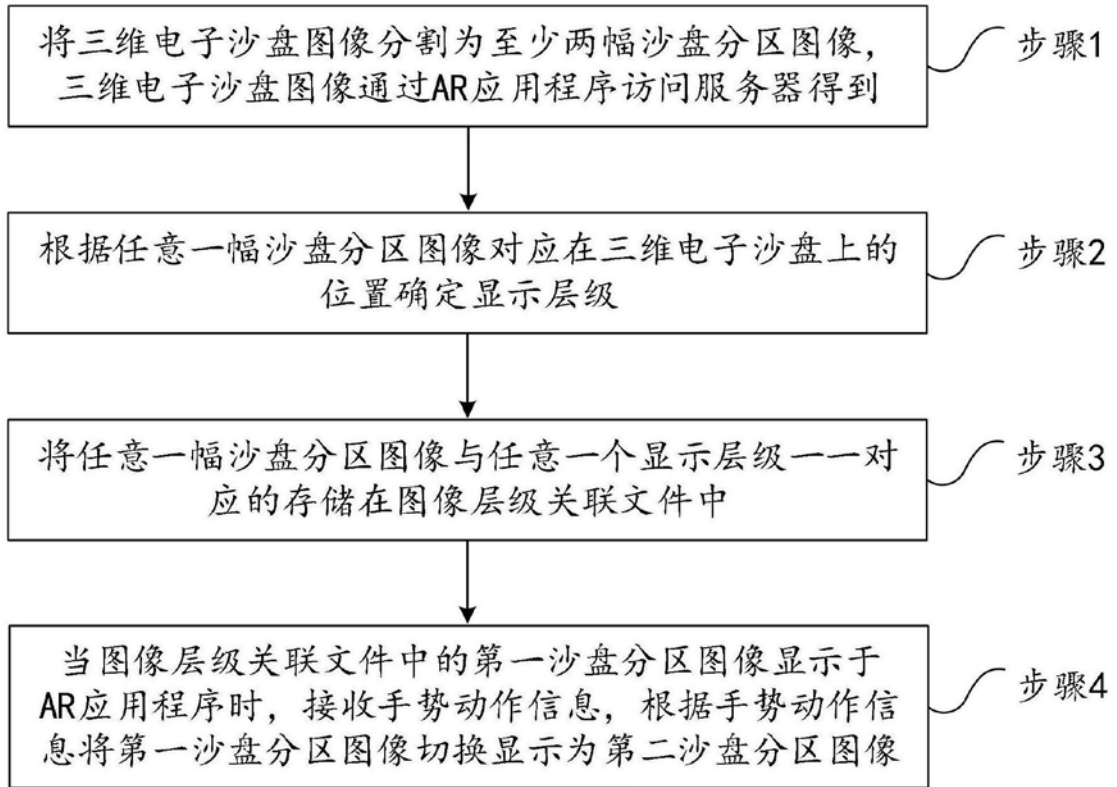 将三维电子沙盘图像分割为至少两幅沙盘分区图像，
三维电子沙盘图像通过AR应用程序访问服务器得到
步骤1
根据任意一幅沙盘分区图像对应在三维电子沙盘上的
位置确定显示层级
步骤2
将任意一幅沙盘分区图像与任意一个显示层级一一对
应的存储在图像层级关联文件中
步骤3
当图像层级关联文件中的第一沙盘分区图像显示于
AR应用程序时，接收手势动作信息，根据手势动作信
息将第一沙盘分区图像切换显示为第二沙盘分区图像
步骤4